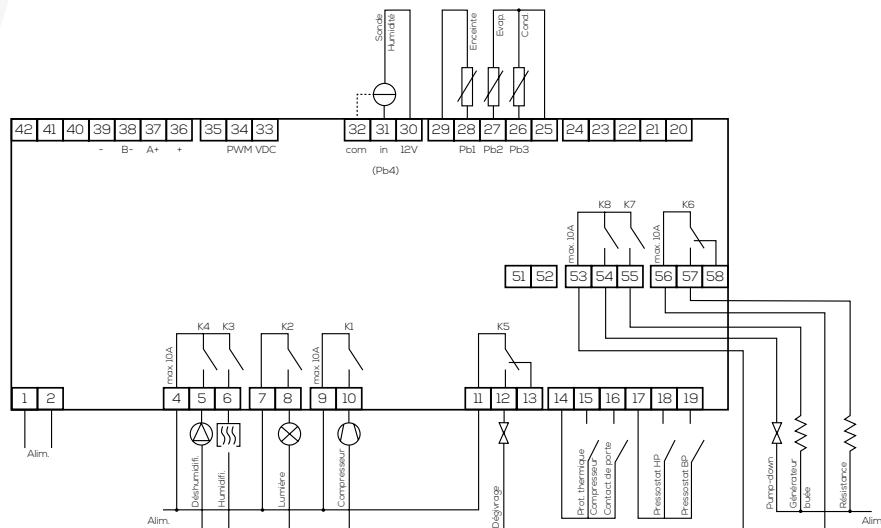 Sonde
Humidité
Enceinte
Evap.
Cond.
42 41 40 39 38 37 36 35 34 33 32 31 30 29 28 27 26 25 24 23 22 21 20
- B- A+ + PWM VDC com in 12V Pb1 Pb2 Pb3
(Pb4)
K8 K7 K6
max. 10A
max. 10A
51 52 53 54 55 56 57 58
K4 K3 K2 K1 K5
max. 10A
max. 10A
1 2 4 5 6 7 8 9 10 11 12 13 14 15 16 17 18 19
Alim.
Déshumidifi.
Humidifi.
Lumière
Compresseur
Dégivrage
Prot. thermique
Compresseur
Contact de porte
Pressostat HP
Pressostat BP
Pump-down
Générateur
buée
Résistance
Alim.
Alim.